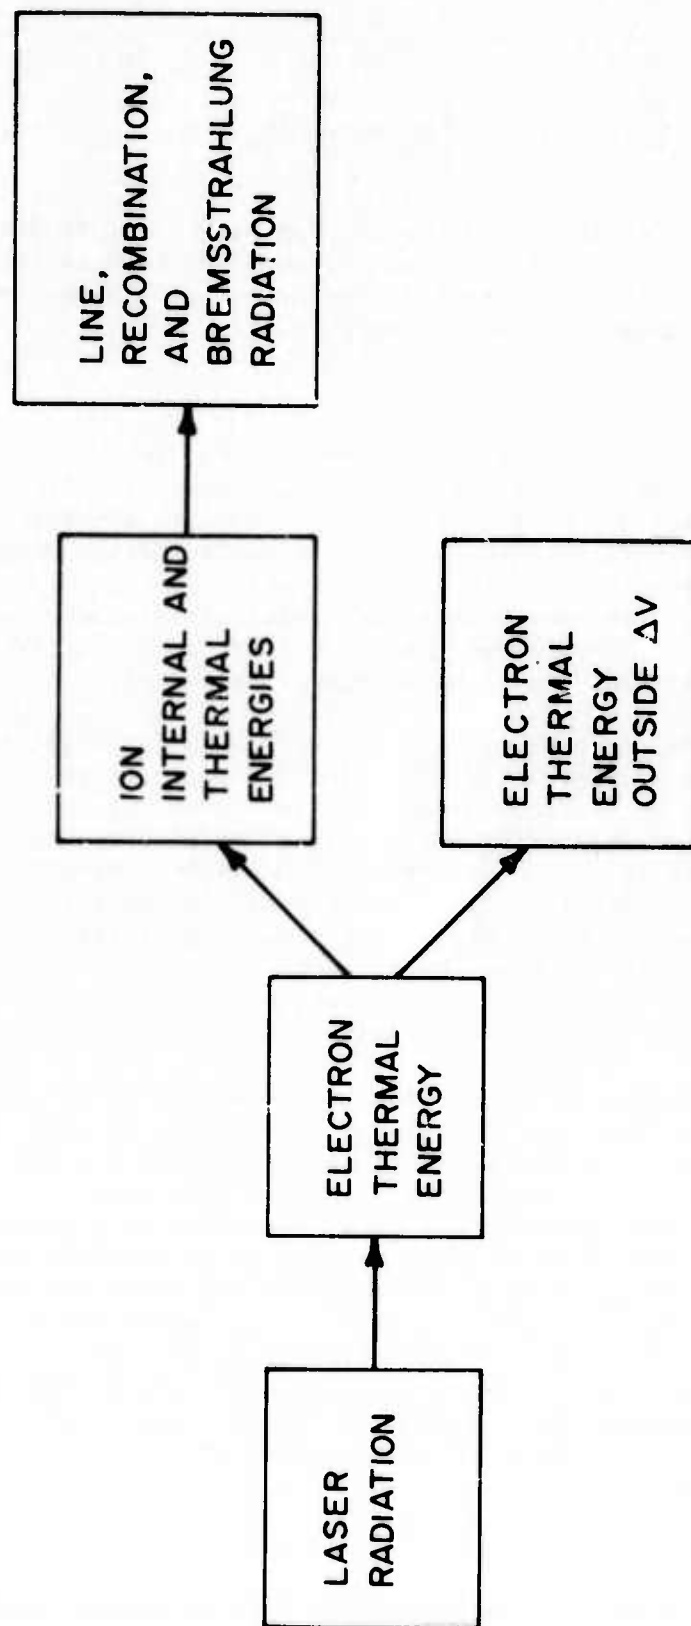 LASER
RADIATION
ELECTRON
THERMAL
ENERGY
ION
INTERNAL AND
THERMAL
ENERGIES
ELECTRON
THERMAL
ENERGY
OUTSIDE ΔV
LINE,
RECOMBINATION,
AND
BREMSSTRAHLUNG
RADIATION